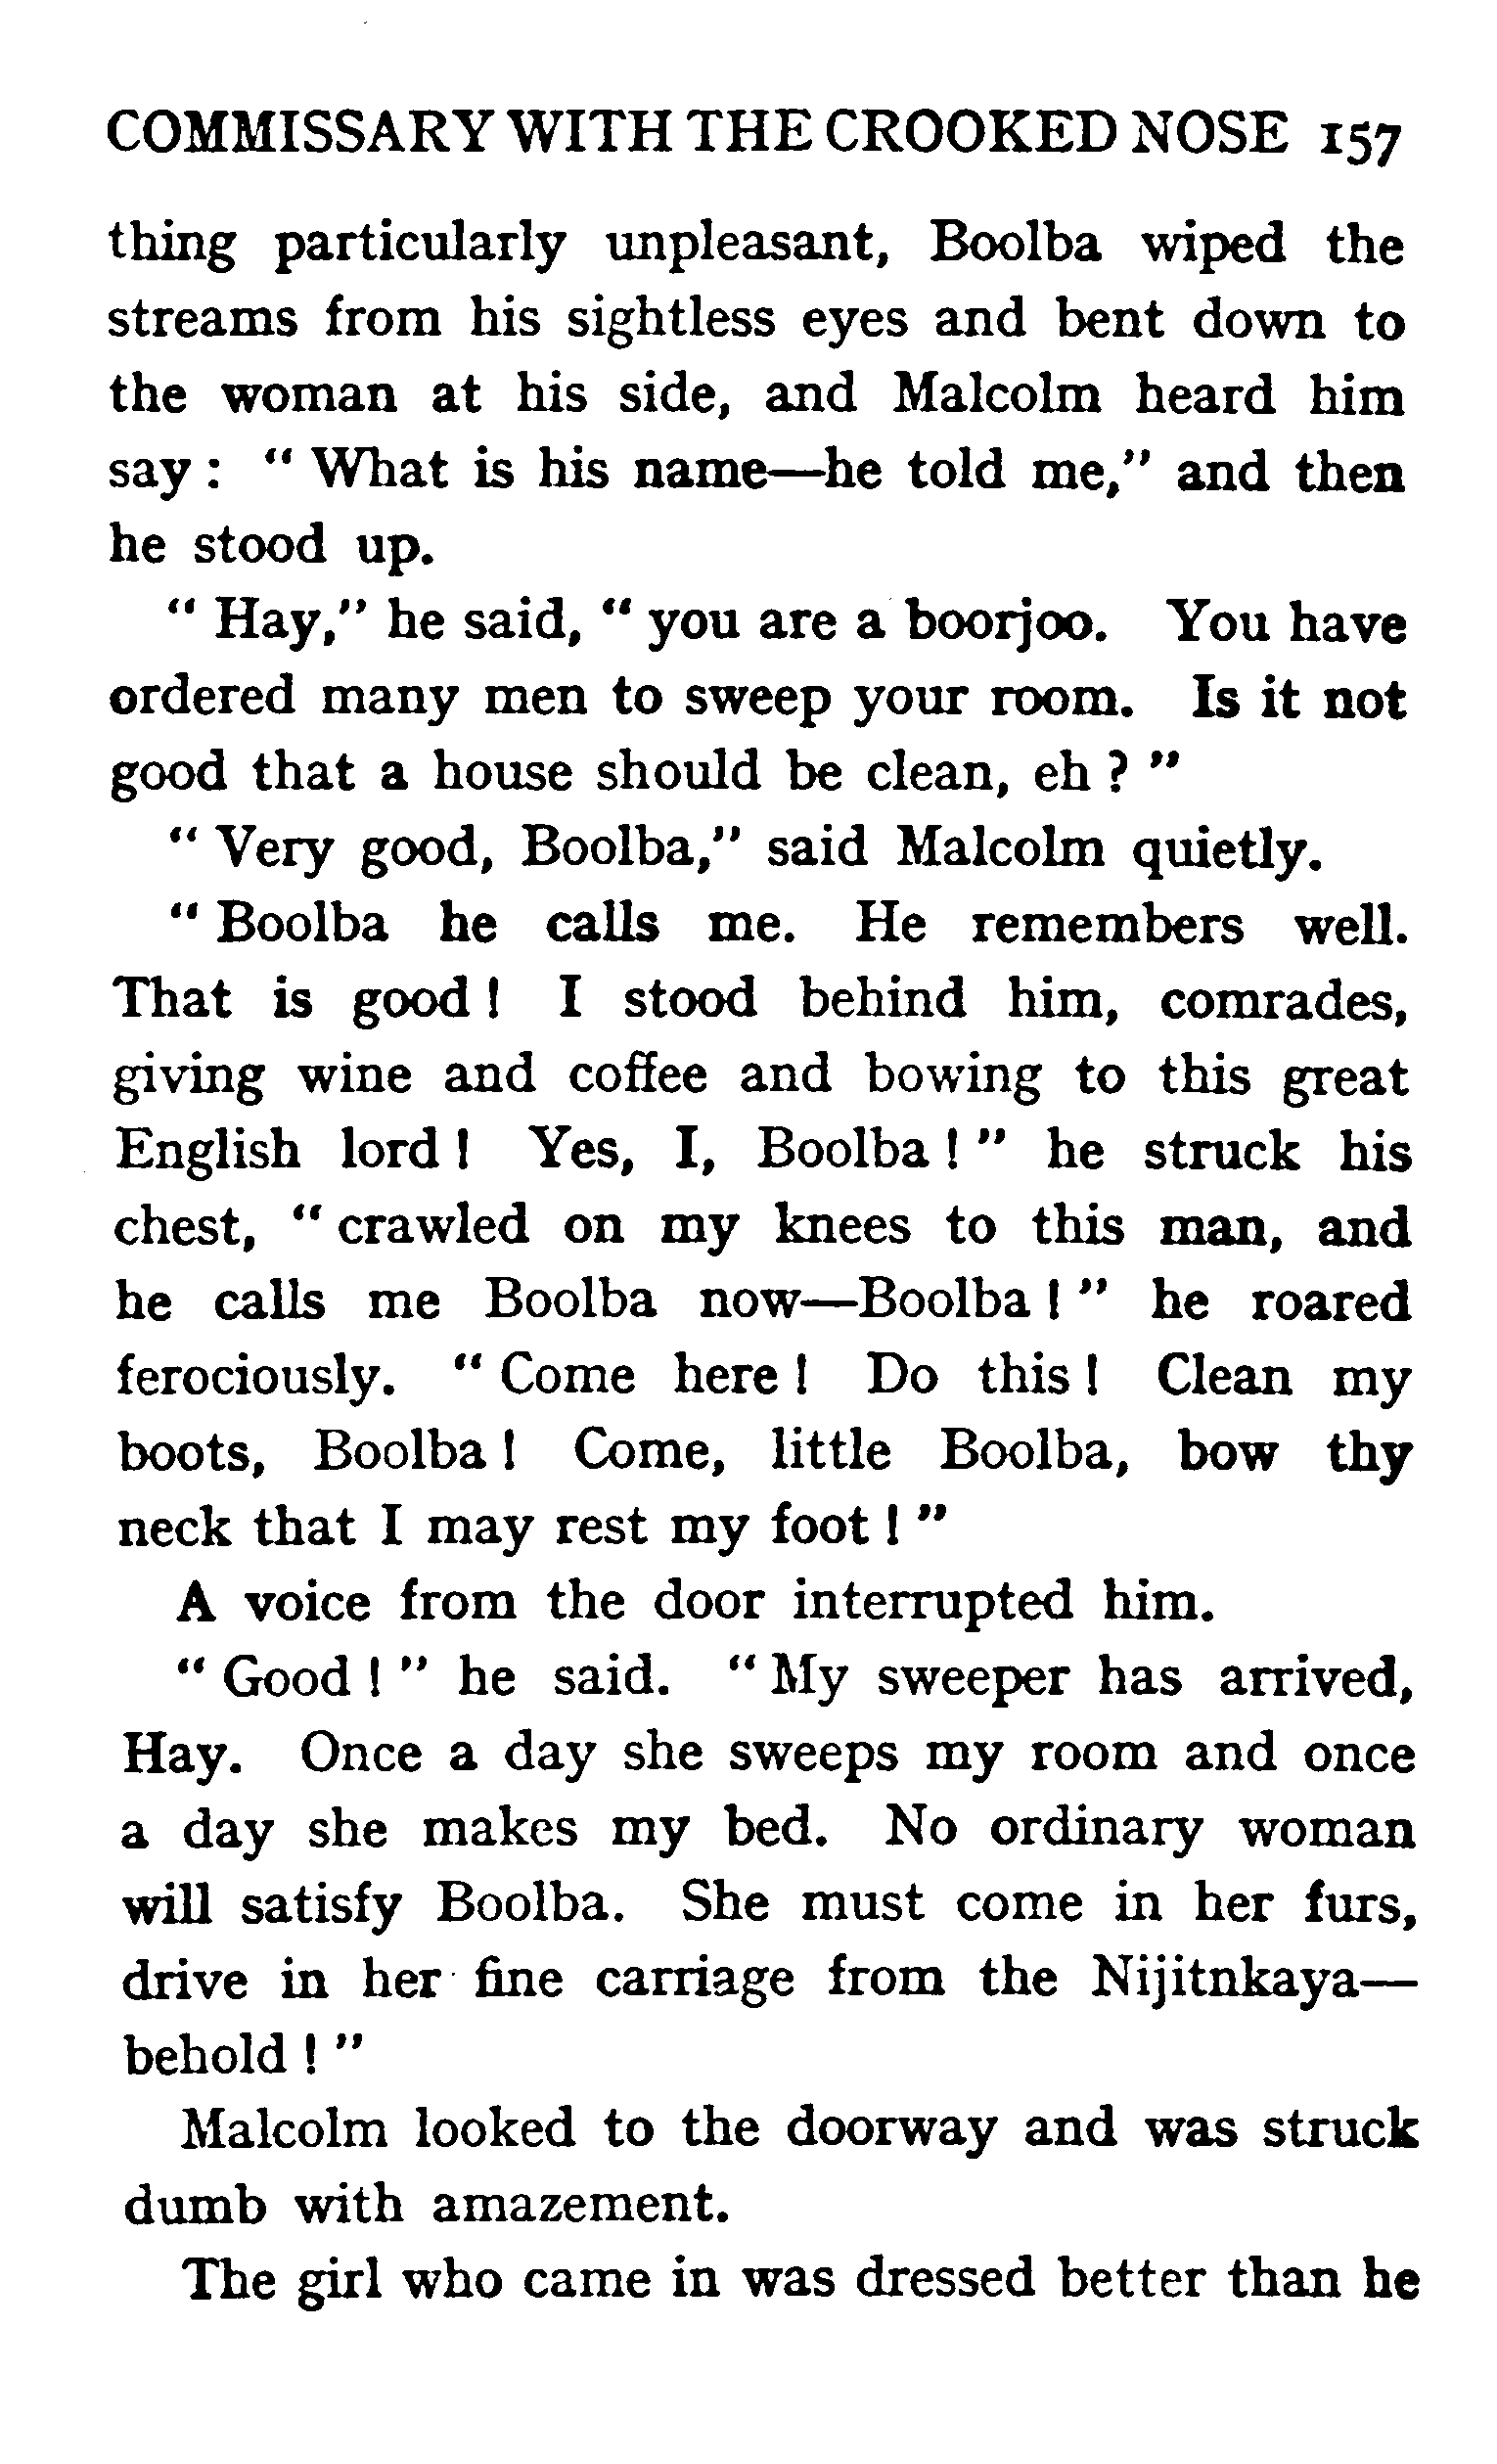 COMMISSARY WITH THE CROOKED NOSE 157
thing particularly unpleasant, Boolba wiped the
streams from his sightless eyes and bent down to
the woman at his side, and Malcolm heard him
say : “ What is his name—he told me,” and then
he stood up.
“ Hay,” he said, “ you are a boorjoo. You have
ordered many men to sweep your room. Is it not
good that a house should be clean, eh ? ”
“ Very good, Boolba,” said Malcolm quietly.
“ Boolba he calls me. He remembers well.
That is good ! I stood behind him, comrades,
giving wine and coffee and bowing to this great
English lord ! Yes, I, Boolba ! ” he struck his
chest, “ crawled on my knees to this man, and
he calls me Boolba now—Boolba ! ” he roared
ferociously. “ Come here ! Do this ! Clean my
boots, Boolba ! Come, little Boolba, bow thy
neck that I may rest my foot ! ”
A voice from the door interrupted him.
“ Good ! ” he said. “ My sweeper has arrived,
Hay. Once a day she sweeps my room and once
a day she makes my bed. No ordinary woman
will satisfy Boolba. She must come in her furs,
drive in her fine carriage from the Nijitnkaya—
behold ! ”
Malcolm looked to the doorway and was struck
dumb with amazement.
The girl who came in was dressed better than he